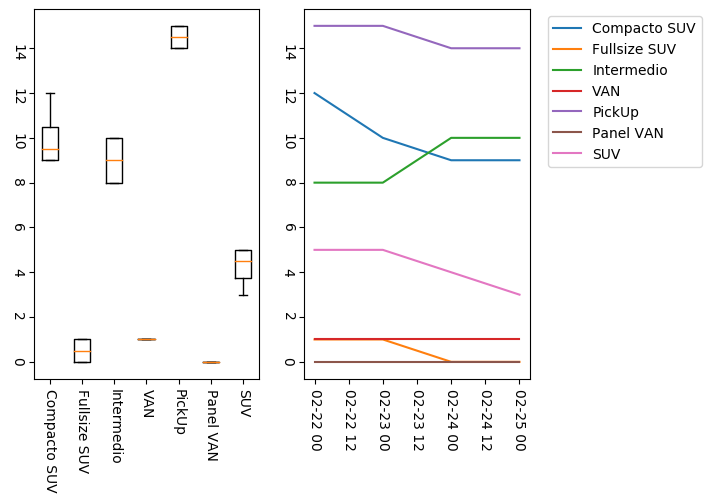 14
12
10
8
6
4
2
0
Compacto SUV
Fullsize SUV
Intermedio
VAN
PickUp
Panel VAN
SUV
14
12
10
8
6
4
2
0
02-22 00
02-22 12
02-23 00
02-23 12
02-24 00
02-24 12
02-25 00
Compacto SUV
Fullsize SUV
Intermedio
VAN
PickUp
Panel VAN
SUV